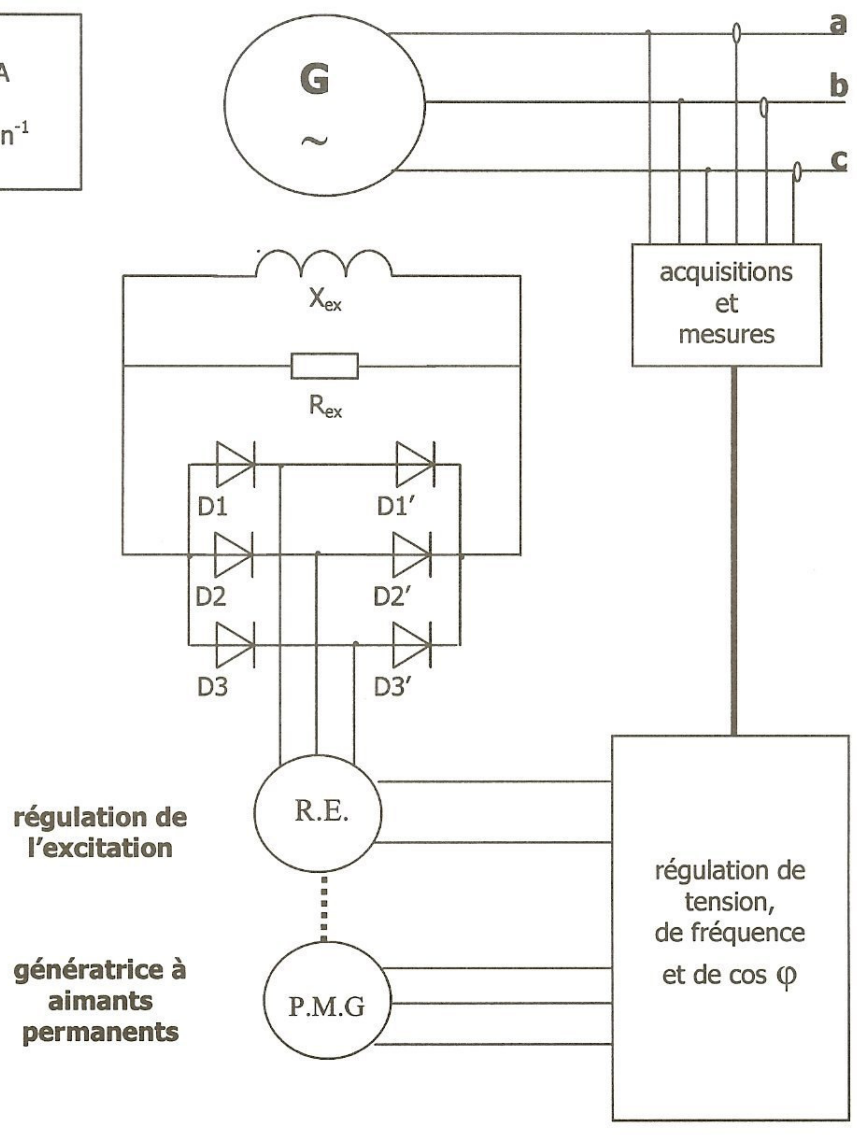 A
n-1
G
~
a
b
c
acquisitions
et
mesures
Xex
Rex
D1
D1′
D2
D2′
D3
D3′
R.E.
régulation de
l'excitation
régulation de
tension,
de fréquence
et de cos φ
génératrice à
aimants
permanents
P.M.G